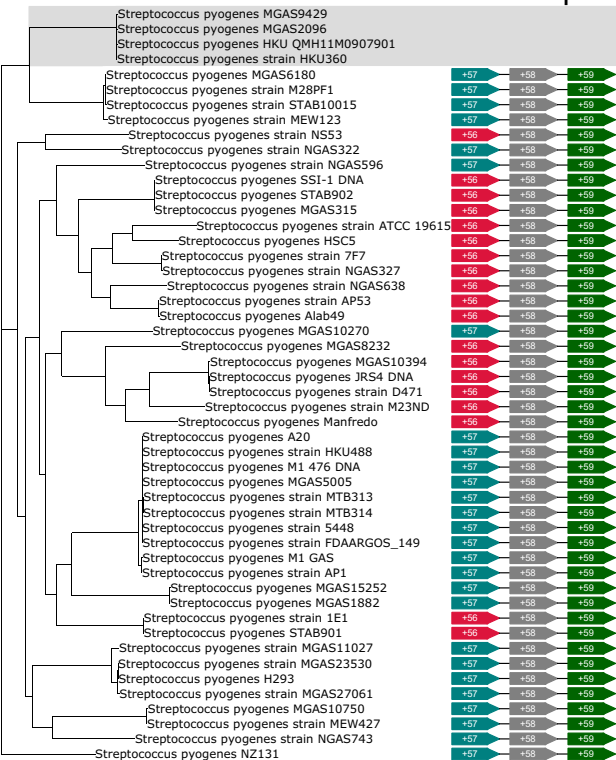 Streptococcus pyogenes MGAS9429
Streptococcus pyogenes MGAS2096
Streptococcus pyogenes HKU QMH11M0907901
Streptococcus pyogenes strain HKU360
Streptococcus pyogenes MGAS6180 +57 +58 +59
Streptococcus pyogenes strain M28PF1 +57 +58 +59
Streptococcus pyogenes strain STAB10015 +57 +58 +59
Streptococcus pyogenes strain MEW123 +57 +58 +59
Streptococcus pyogenes strain NS53 +56 +58 +59
Streptococcus pyogenes strain NGAS322 +57 +58 +59
Streptococcus pyogenes strain NGAS596 +57 +58 +59
Streptococcus pyogenes SSI-1 DNA +56 +58 +59
Streptococcus pyogenes STAB902 +56 +58 +59
Streptococcus pyogenes MGAS315 +56 +58 +59
Streptococcus pyogenes strain ATCC 19615 +56 +58 +59
Streptococcus pyogenes HSC5 +56 +58 +59
Streptococcus pyogenes strain 7F7 +56 +58 +59
Streptococcus pyogenes strain NGAS327 +56 +58 +59
Streptococcus pyogenes strain NGAS638 +56 +58 +59
Streptococcus pyogenes strain AP53 +56 +58 +59
Streptococcus pyogenes Alab49 +56 +58 +59
Streptococcus pyogenes MGAS10270 +57 +58 +59
Streptococcus pyogenes MGAS8232 +56 +58 +59
Streptococcus pyogenes MGAS10394 +56 +58 +59
Streptococcus pyogenes JRS4 DNA +56 +58 +59
Streptococcus pyogenes strain D471 +56 +58 +59
Streptococcus pyogenes strain M23ND +56 +58 +59
Streptococcus pyogenes Manfredo +56 +58 +59
Streptococcus pyogenes A20 +57 +58 +59
Streptococcus pyogenes strain HKU488 +57 +58 +59
Streptococcus pyogenes M1 476 DNA +57 +58 +59
Streptococcus pyogenes MGAS5005 +57 +58 +59
Streptococcus pyogenes strain MTB313 +57 +58 +59
Streptococcus pyogenes strain MTB314 +57 +58 +59
Streptococcus pyogenes strain 5448 +57 +58 +59
Streptococcus pyogenes strain FDAARGOS_149 +57 +58 +59
Streptococcus pyogenes M1 GAS +57 +58 +59
Streptococcus pyogenes strain AP1 +57 +58 +59
Streptococcus pyogenes MGAS15252 +57 +58 +59
Streptococcus pyogenes MGAS1882 +57 +58 +59
Streptococcus pyogenes strain 1E1 +56 +58 +59
Streptococcus pyogenes STAB901 +56 +58 +59
Streptococcus pyogenes strain MGAS11027 +57 +58 +59
Streptococcus pyogenes strain MGAS23530 +57 +58 +59
Streptococcus pyogenes H293 +57 +58 +59
Streptococcus pyogenes strain MGAS27061 +57 +58 +59
Streptococcus pyogenes MGAS10750 +57 +58 +59
Streptococcus pyogenes strain MEW427 +57 +58 +59
Streptococcus pyogenes strain NGAS743 +57 +58 +59
Streptococcus pyogenes NZ131 +57 +58 +59